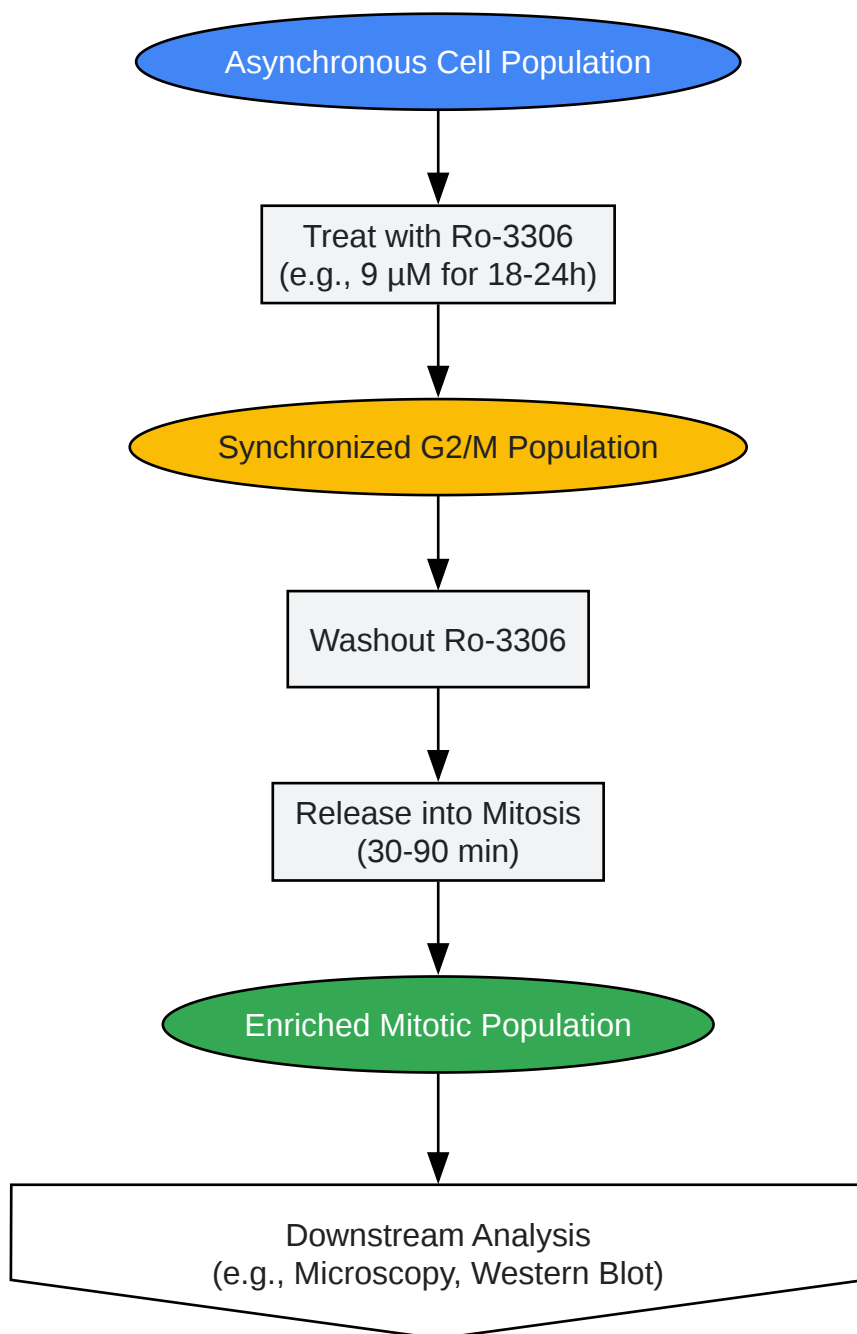 Asynchronous Cell Population
Treat with Ro-3306
(e.g., 9 µM for 18-24h)
Synchronized G2/M Population
Washout Ro-3306
Release into Mitosis
(30-90 min)
Enriched Mitotic Population
Downstream Analysis
(e.g., Microscopy, Western Blot)